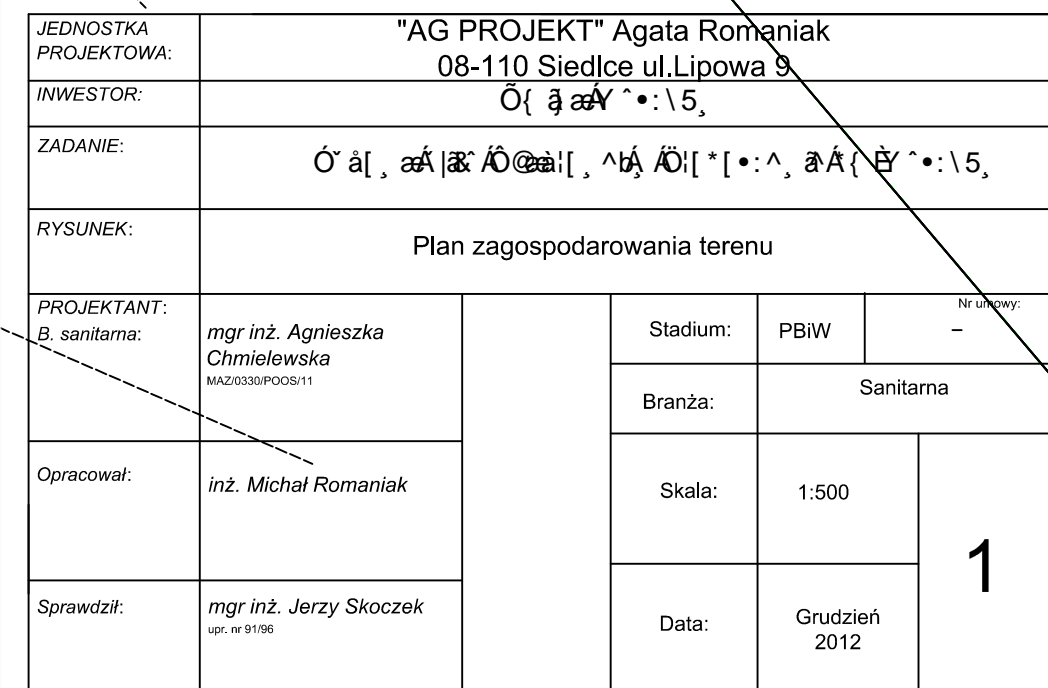 JEDNOSTKA
PROJEKTOWA:
"AG PROJEKT" Agata Romaniak
08-110 Siedlce ul.Lipowa 9
INWESTOR:
ZADANIE:
RYSUNEK:
Plan zagospodarowania terenu
PROJEKTANT:
B. sanitarna:
mgr inż. Agnieszka
Chmielewska
MAZ/0330/POOS/11
Stadium:
PBiW
Nr umowy:
–
Branża:
Sanitarna
Opracował:
inż. Michał Romaniak
Skala:
1:500
1
Sprawdził:
mgr inż. Jerzy Skoczek
upr. nr 91/96
Data:
Grudzień
2012